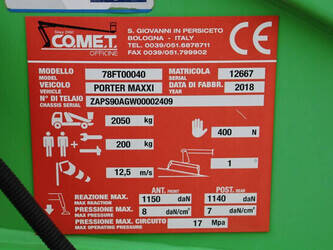 COMET
OFFICINE
S. GIOVANNI IN PERSICETO
BOLOGNA - ITALY
TEL. 0039/051.6878711
FAX 0039/051.799902
MODELLO 78FT00040 MATRICOLA 12667
MODEL SERIAL
VEICOLO PORTER MAXXI DATA DI FABBR. 2018
VEHICLE YEAR
N° DI TELAIO ZAPS90AGW00002409
CHASSIS SERIAL
2050 kg 400 N
200 kg 1
12,5 m/s
ANT. FRONT POST. REAR
REAZIONE MAX. 1150 daN 1140 daN
MAX REACTION
PRESSIONE MAX. 8 daN/cm² 7 daN/cm²
MAX PRESSURE
PRESSIONE MAX. CIRCUITO 17 Mpa
MAX OPERATING PRESSURE